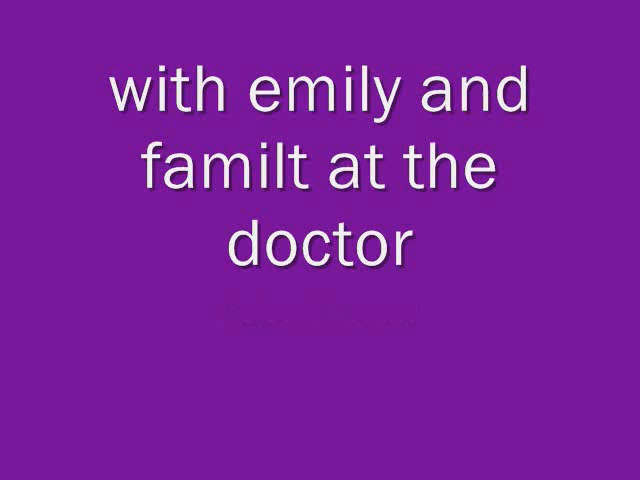 with emily and
familt at the
doctor